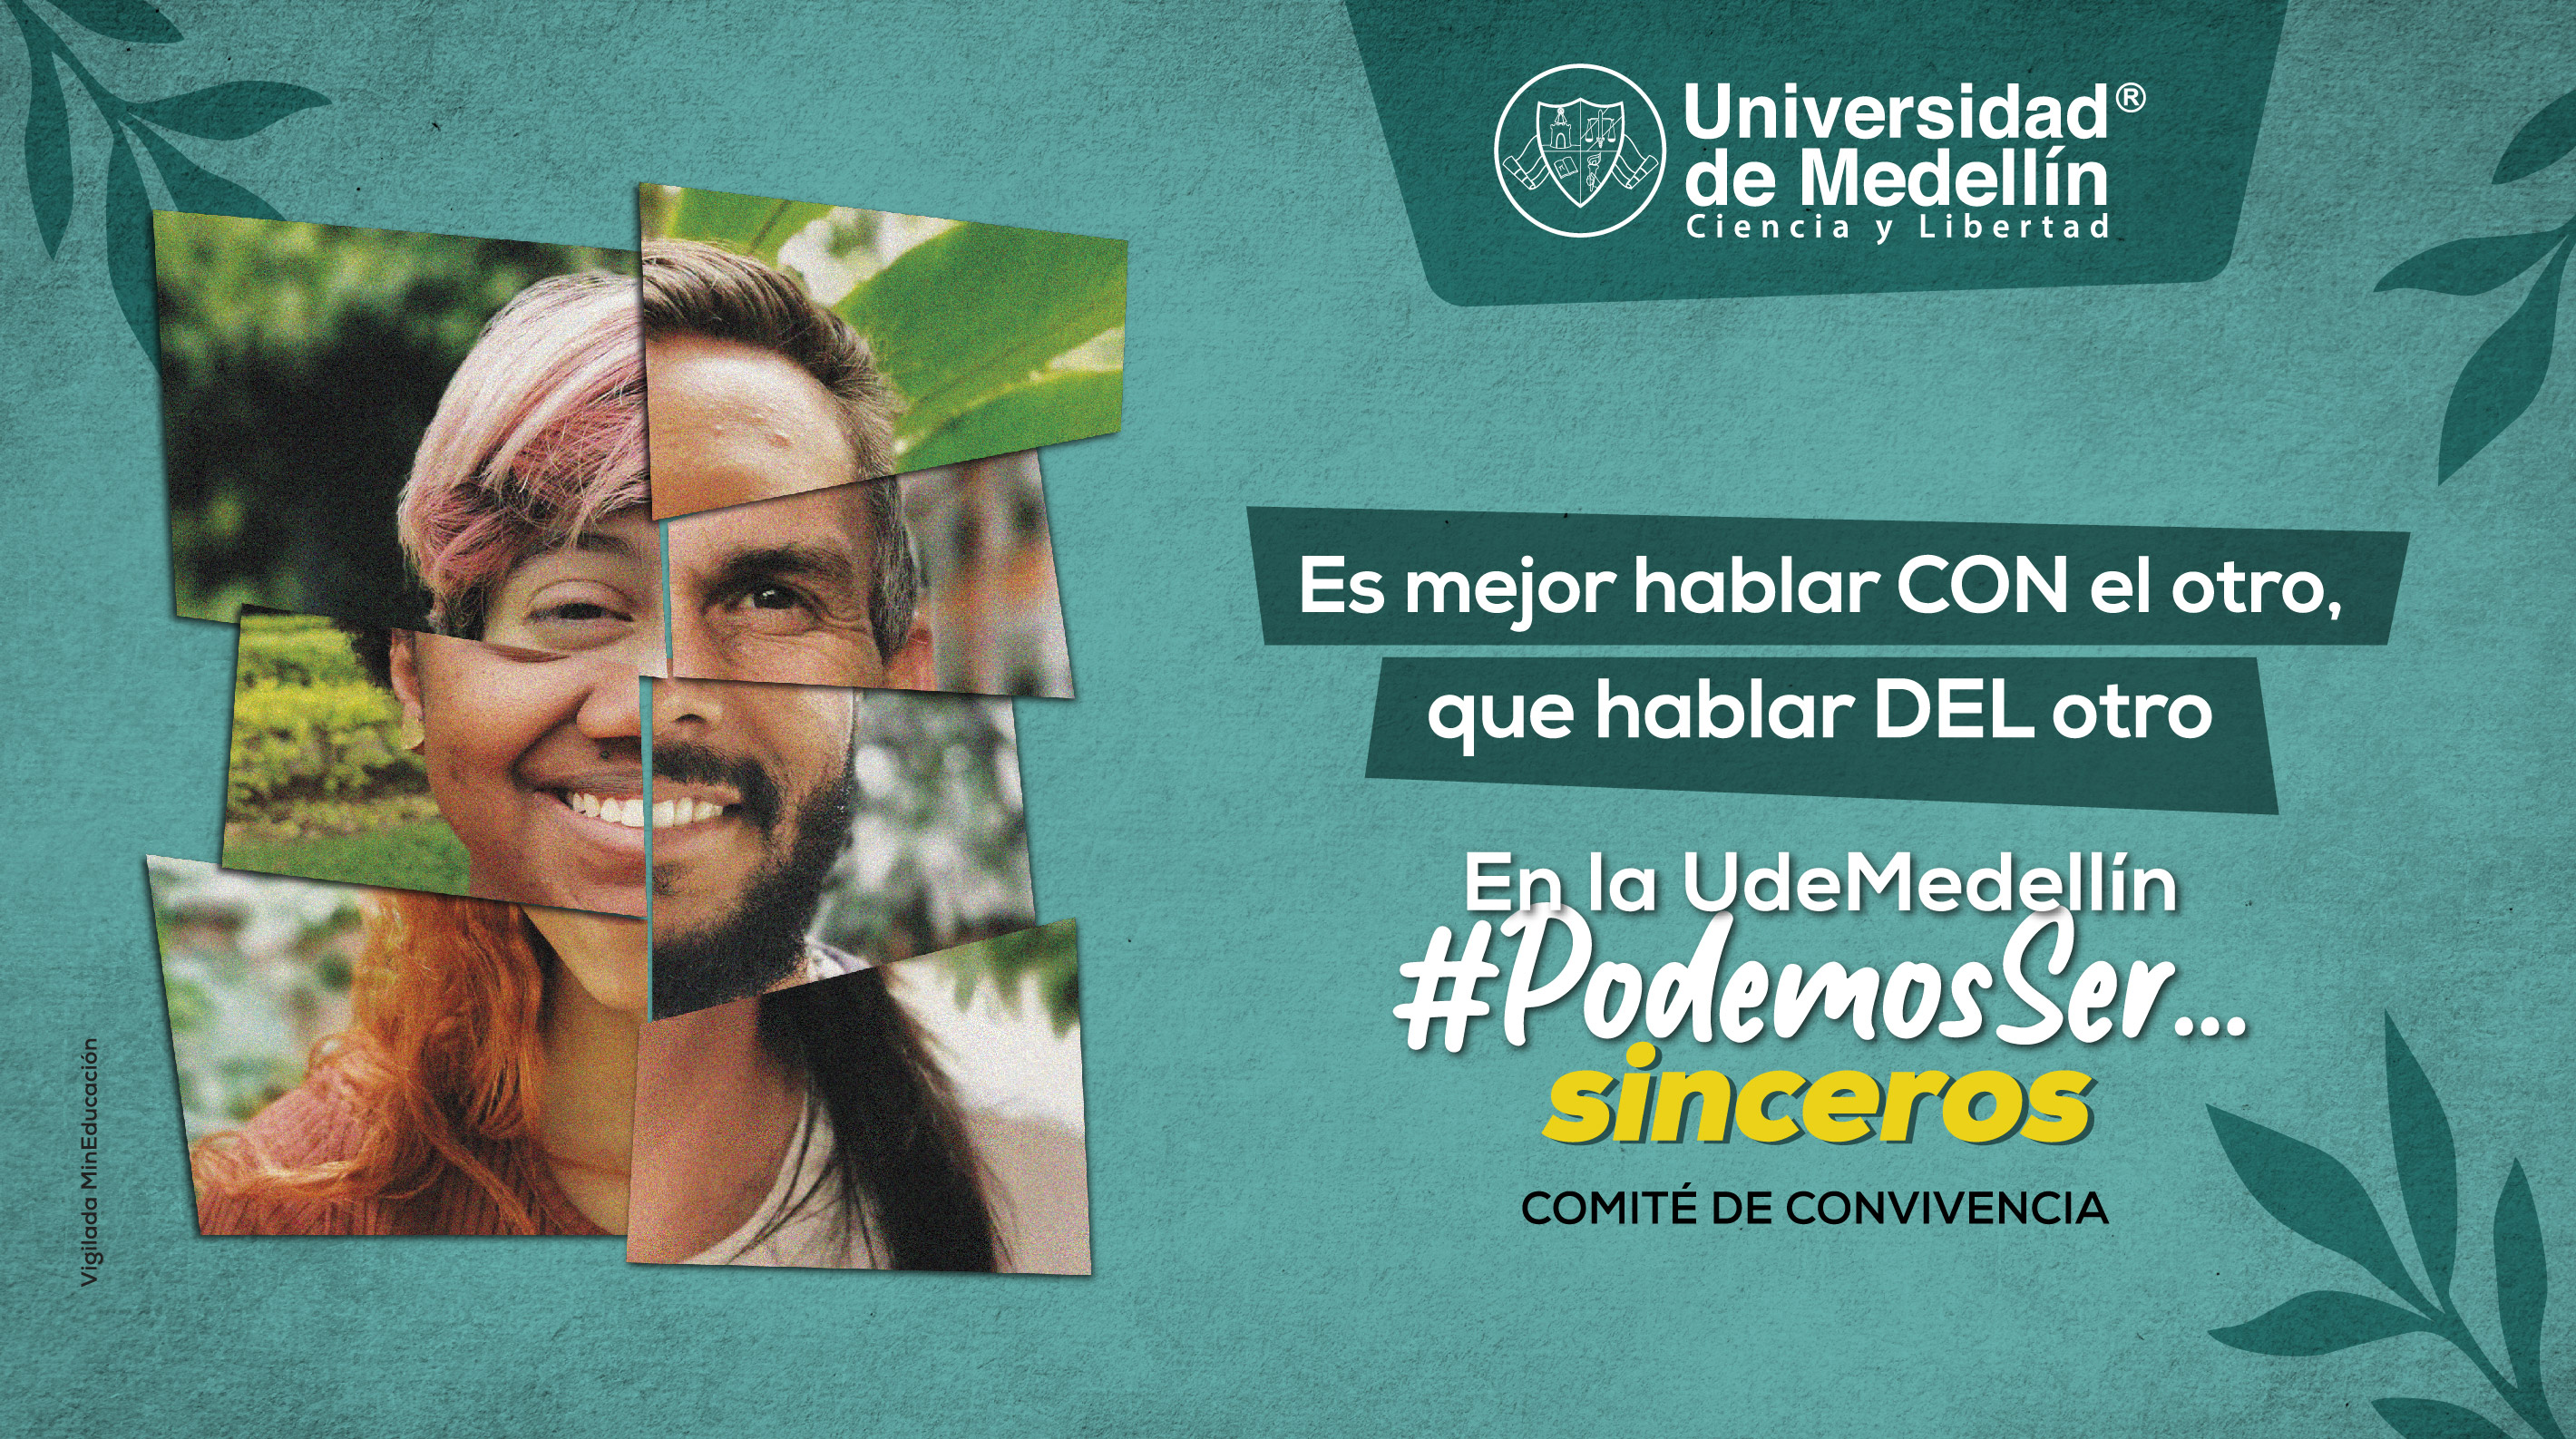 Universidad®
de Medellín
Ciencia y Libertad
Es mejor hablar CON el otro,
que hablar DEL otro
En la UdeMedellín
#PodemosSer...
sinceros
COMITÉ DE CONVIVENCIA
Vigilada MinEducación